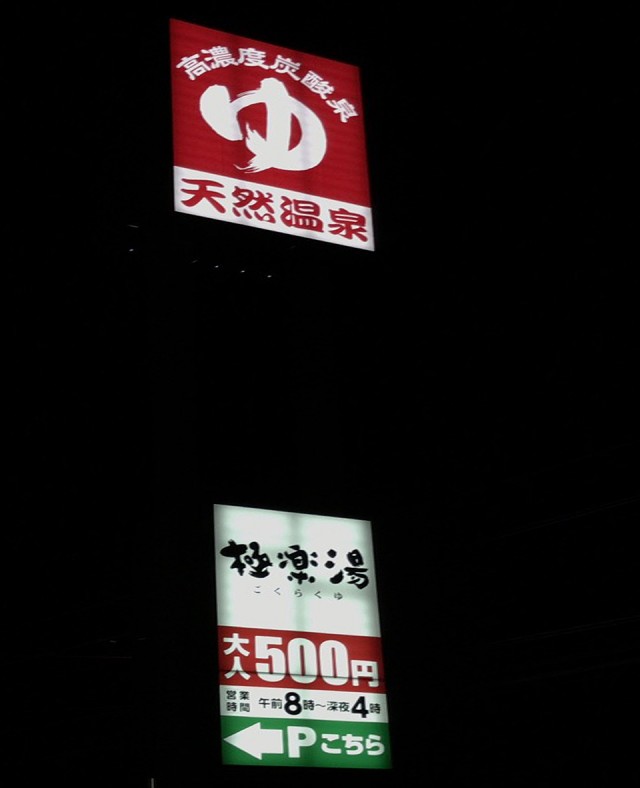 高濃度炭酸泉
ゆ
天然温泉
極楽湯
ごくらくゆ
大人500円
営業時間 午前8時～深夜4時
Pこちら